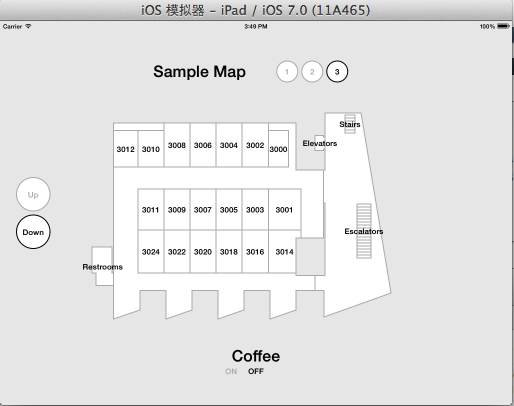 iOS 模拟器 - iPad / iOS 7.0 (11A465)
Carrier 3:49 PM 100%
Sample Map 1 2 3
Stairs
Elevators
3012 3010 3008 3006 3004 3002 3000
Up
Down
3011 3009 3007 3005 3003 3001
Escalators
3024 3022 3020 3018 3016 3014
Restrooms
Coffee
ON OFF